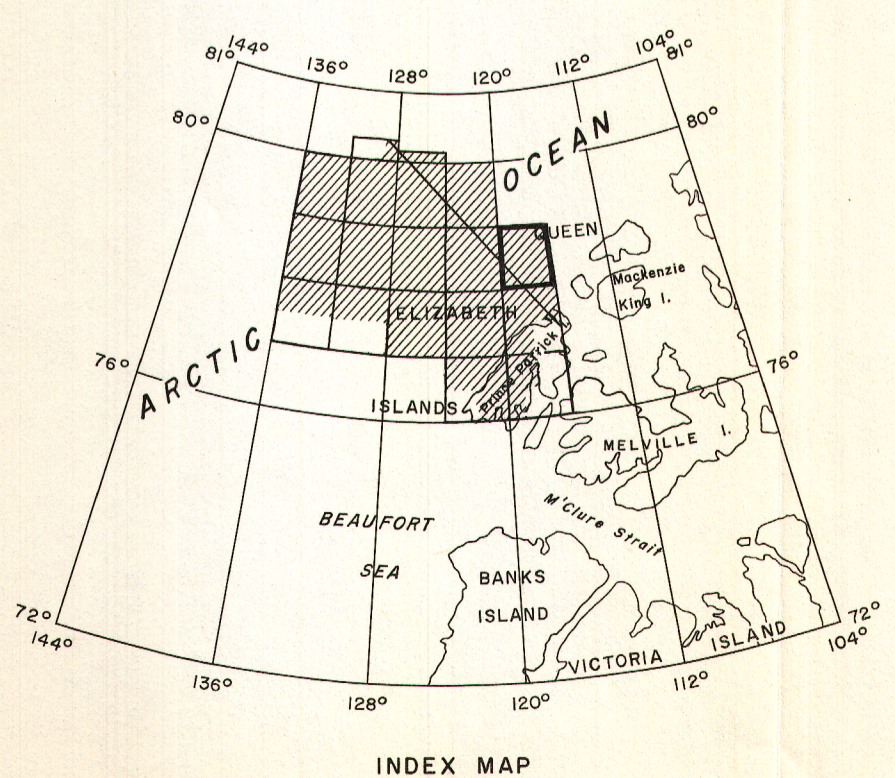 144°
81°
136°
128°
120°
112°
104°
81°
80°
80°
OCEAN
QUEEN
Mackenzie
King I.
ELIZABETH
Prince Patrick
ARCTIC
76°
76°
ISLANDS
MELVILLE I.
M'Clure Strait
BEAUFORT
SEA
BANKS
ISLAND
VICTORIA
ISLAND
72°
144°
136°
128°
120°
112°
72°
104°
INDEX MAP